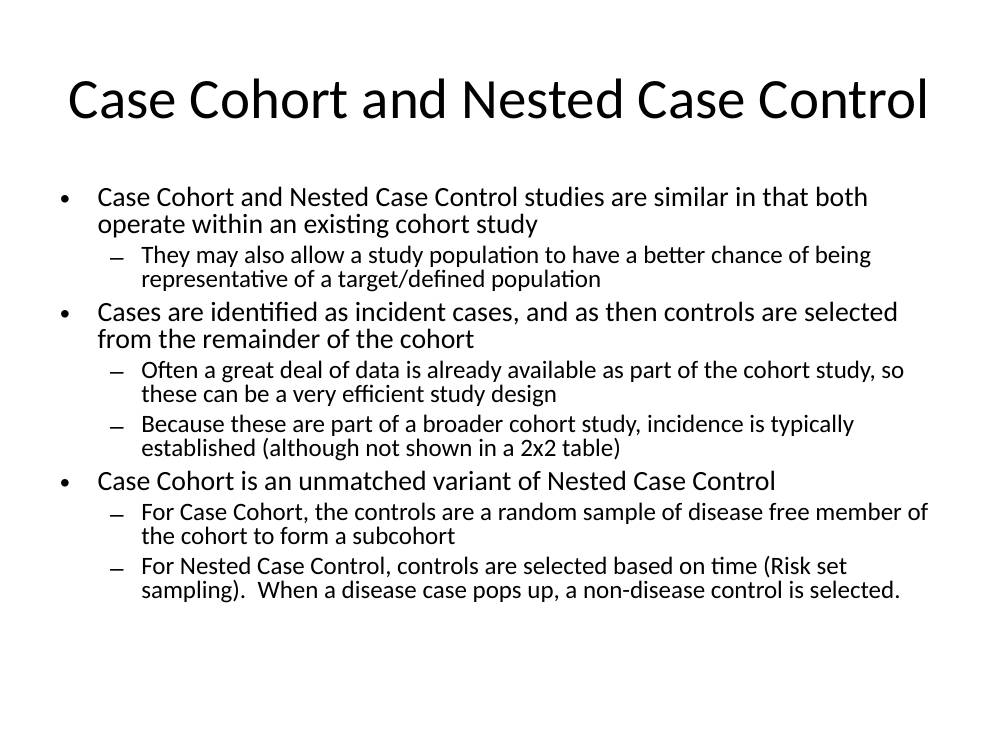 Case Cohort and Nested Case Control
• Case Cohort and Nested Case Control studies are similar in that both
operate within an existing cohort study
– They may also allow a study population to have a better chance of being
representative of a target/defined population
• Cases are identified as incident cases, and as then controls are selected
from the remainder of the cohort
– Often a great deal of data is already available as part of the cohort study, so
these can be a very efficient study design
– Because these are part of a broader cohort study, incidence is typically
established (although not shown in a 2x2 table)
• Case Cohort is an unmatched variant of Nested Case Control
– For Case Cohort, the controls are a random sample of disease free member of
the cohort to form a subcohort
– For Nested Case Control, controls are selected based on time (Risk set
sampling).  When a disease case pops up, a non-disease control is selected.